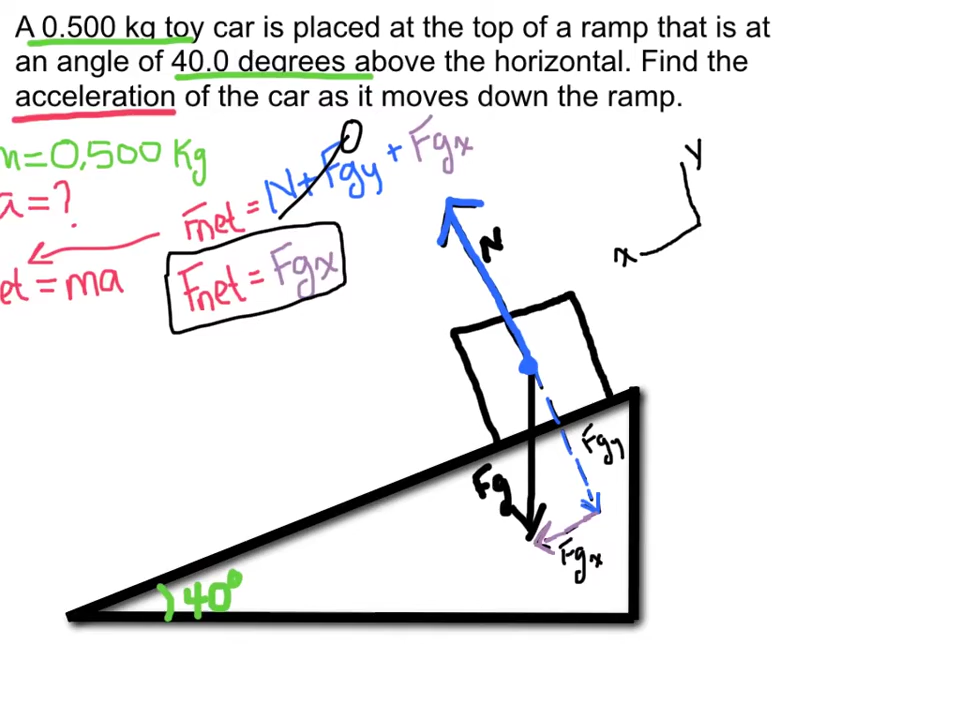 A 0.500 kg toy car is placed at the top of a ramp that is at
an angle of 40.0 degrees above the horizontal. Find the
acceleration of the car as it moves down the ramp.
m=0.500 Kg
a=?
Fnet = N+Fgy + Fgx
0
et = ma
Fnet = Fgx
y
x
N
Fg
Fgy
Fgx
40°